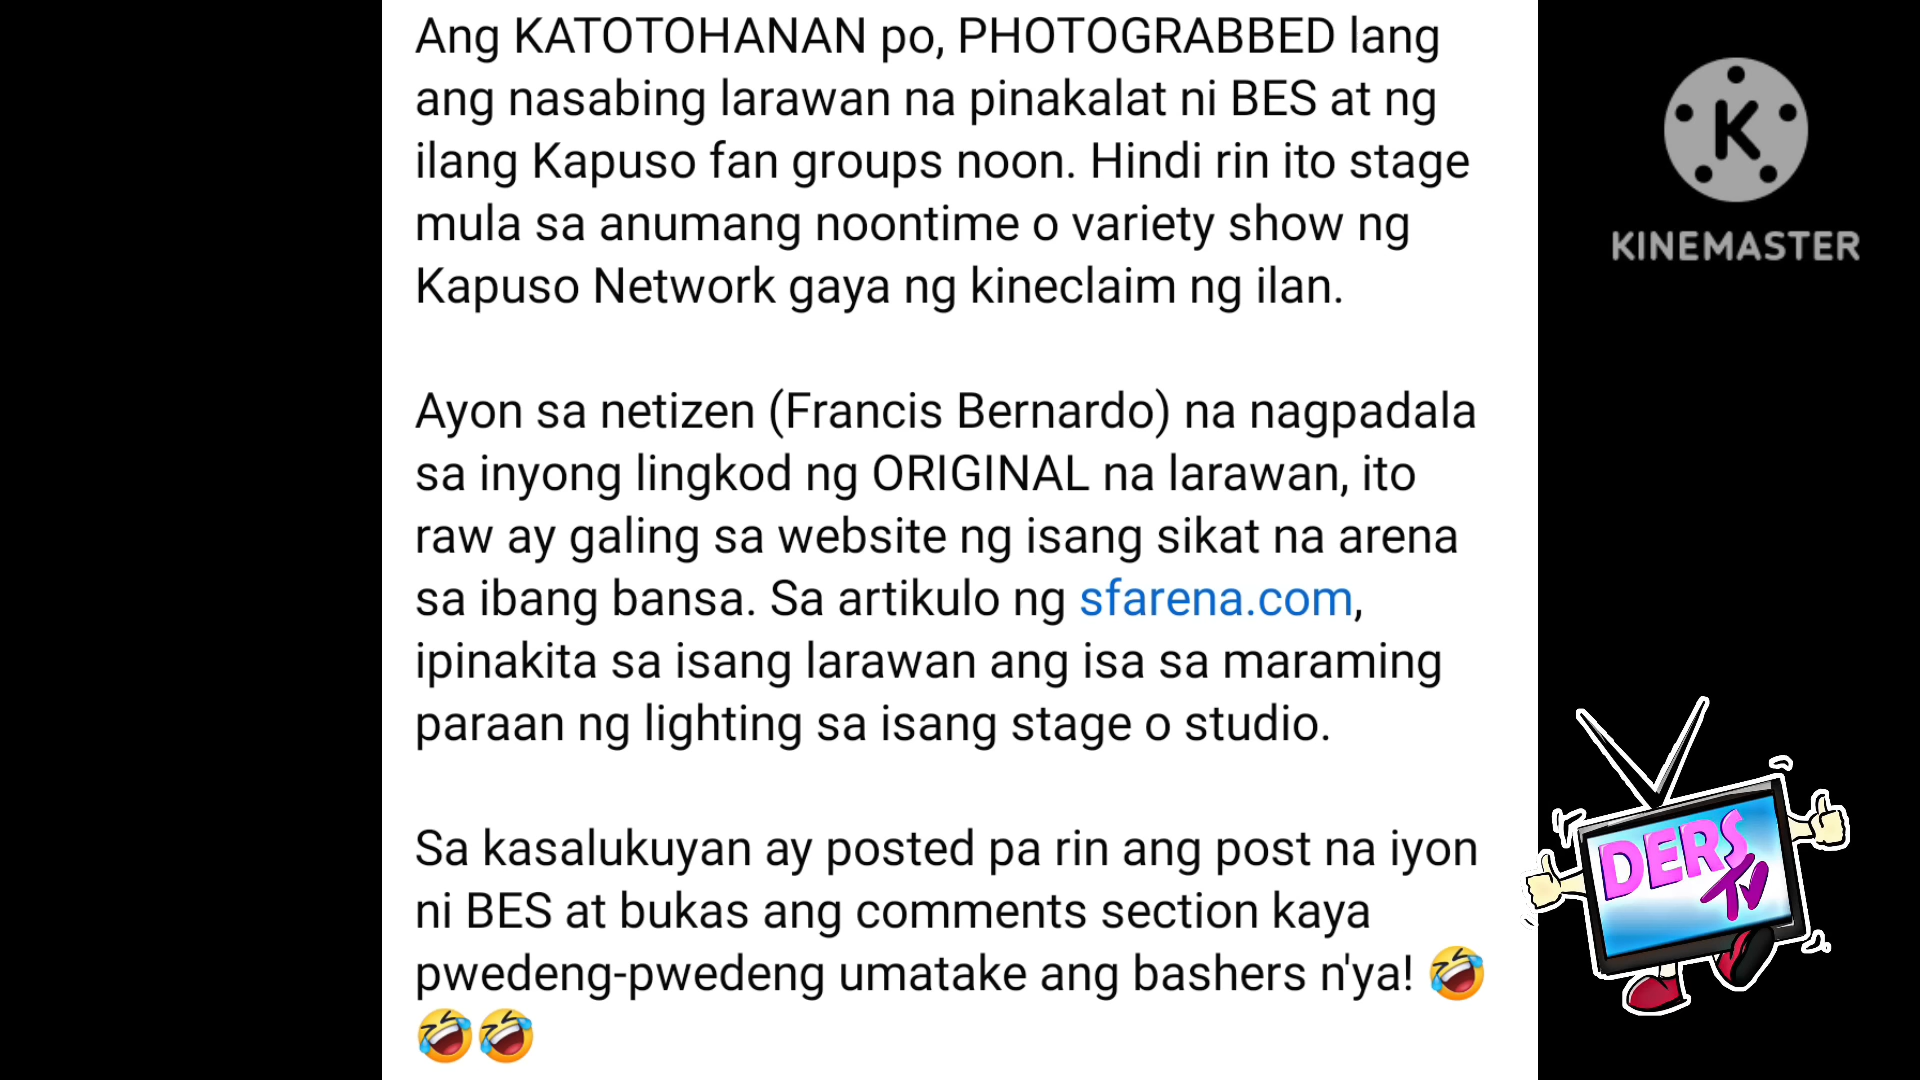 Ang KATOTOHANAN po, PHOTOGRABBED lang
ang nasabing larawan na pinakalat ni BES at ng
ilang Kapuso fan groups noon. Hindi rin ito stage
mula sa anumang noontime o variety show ng
Kapuso Network gaya ng kineclaim ng ilan.
Ayon sa netizen (Francis Bernardo) na nagpadala
sa inyong lingkod ng ORIGINAL na larawan, ito
raw ay galing sa website ng isang sikat na arena
sa ibang bansa. Sa artikulo ng sfarena.com,
ipinakita sa isang larawan ang isa sa maraming
paraan ng lighting sa isang stage o studio.
Sa kasalukuyan ay posted pa rin ang post na iyon
ni BES at bukas ang comments section kaya
pwedeng-pwedeng umatake ang bashers n'ya! 🤣
🤣🤣
K
KINEMASTER
DERS
TV